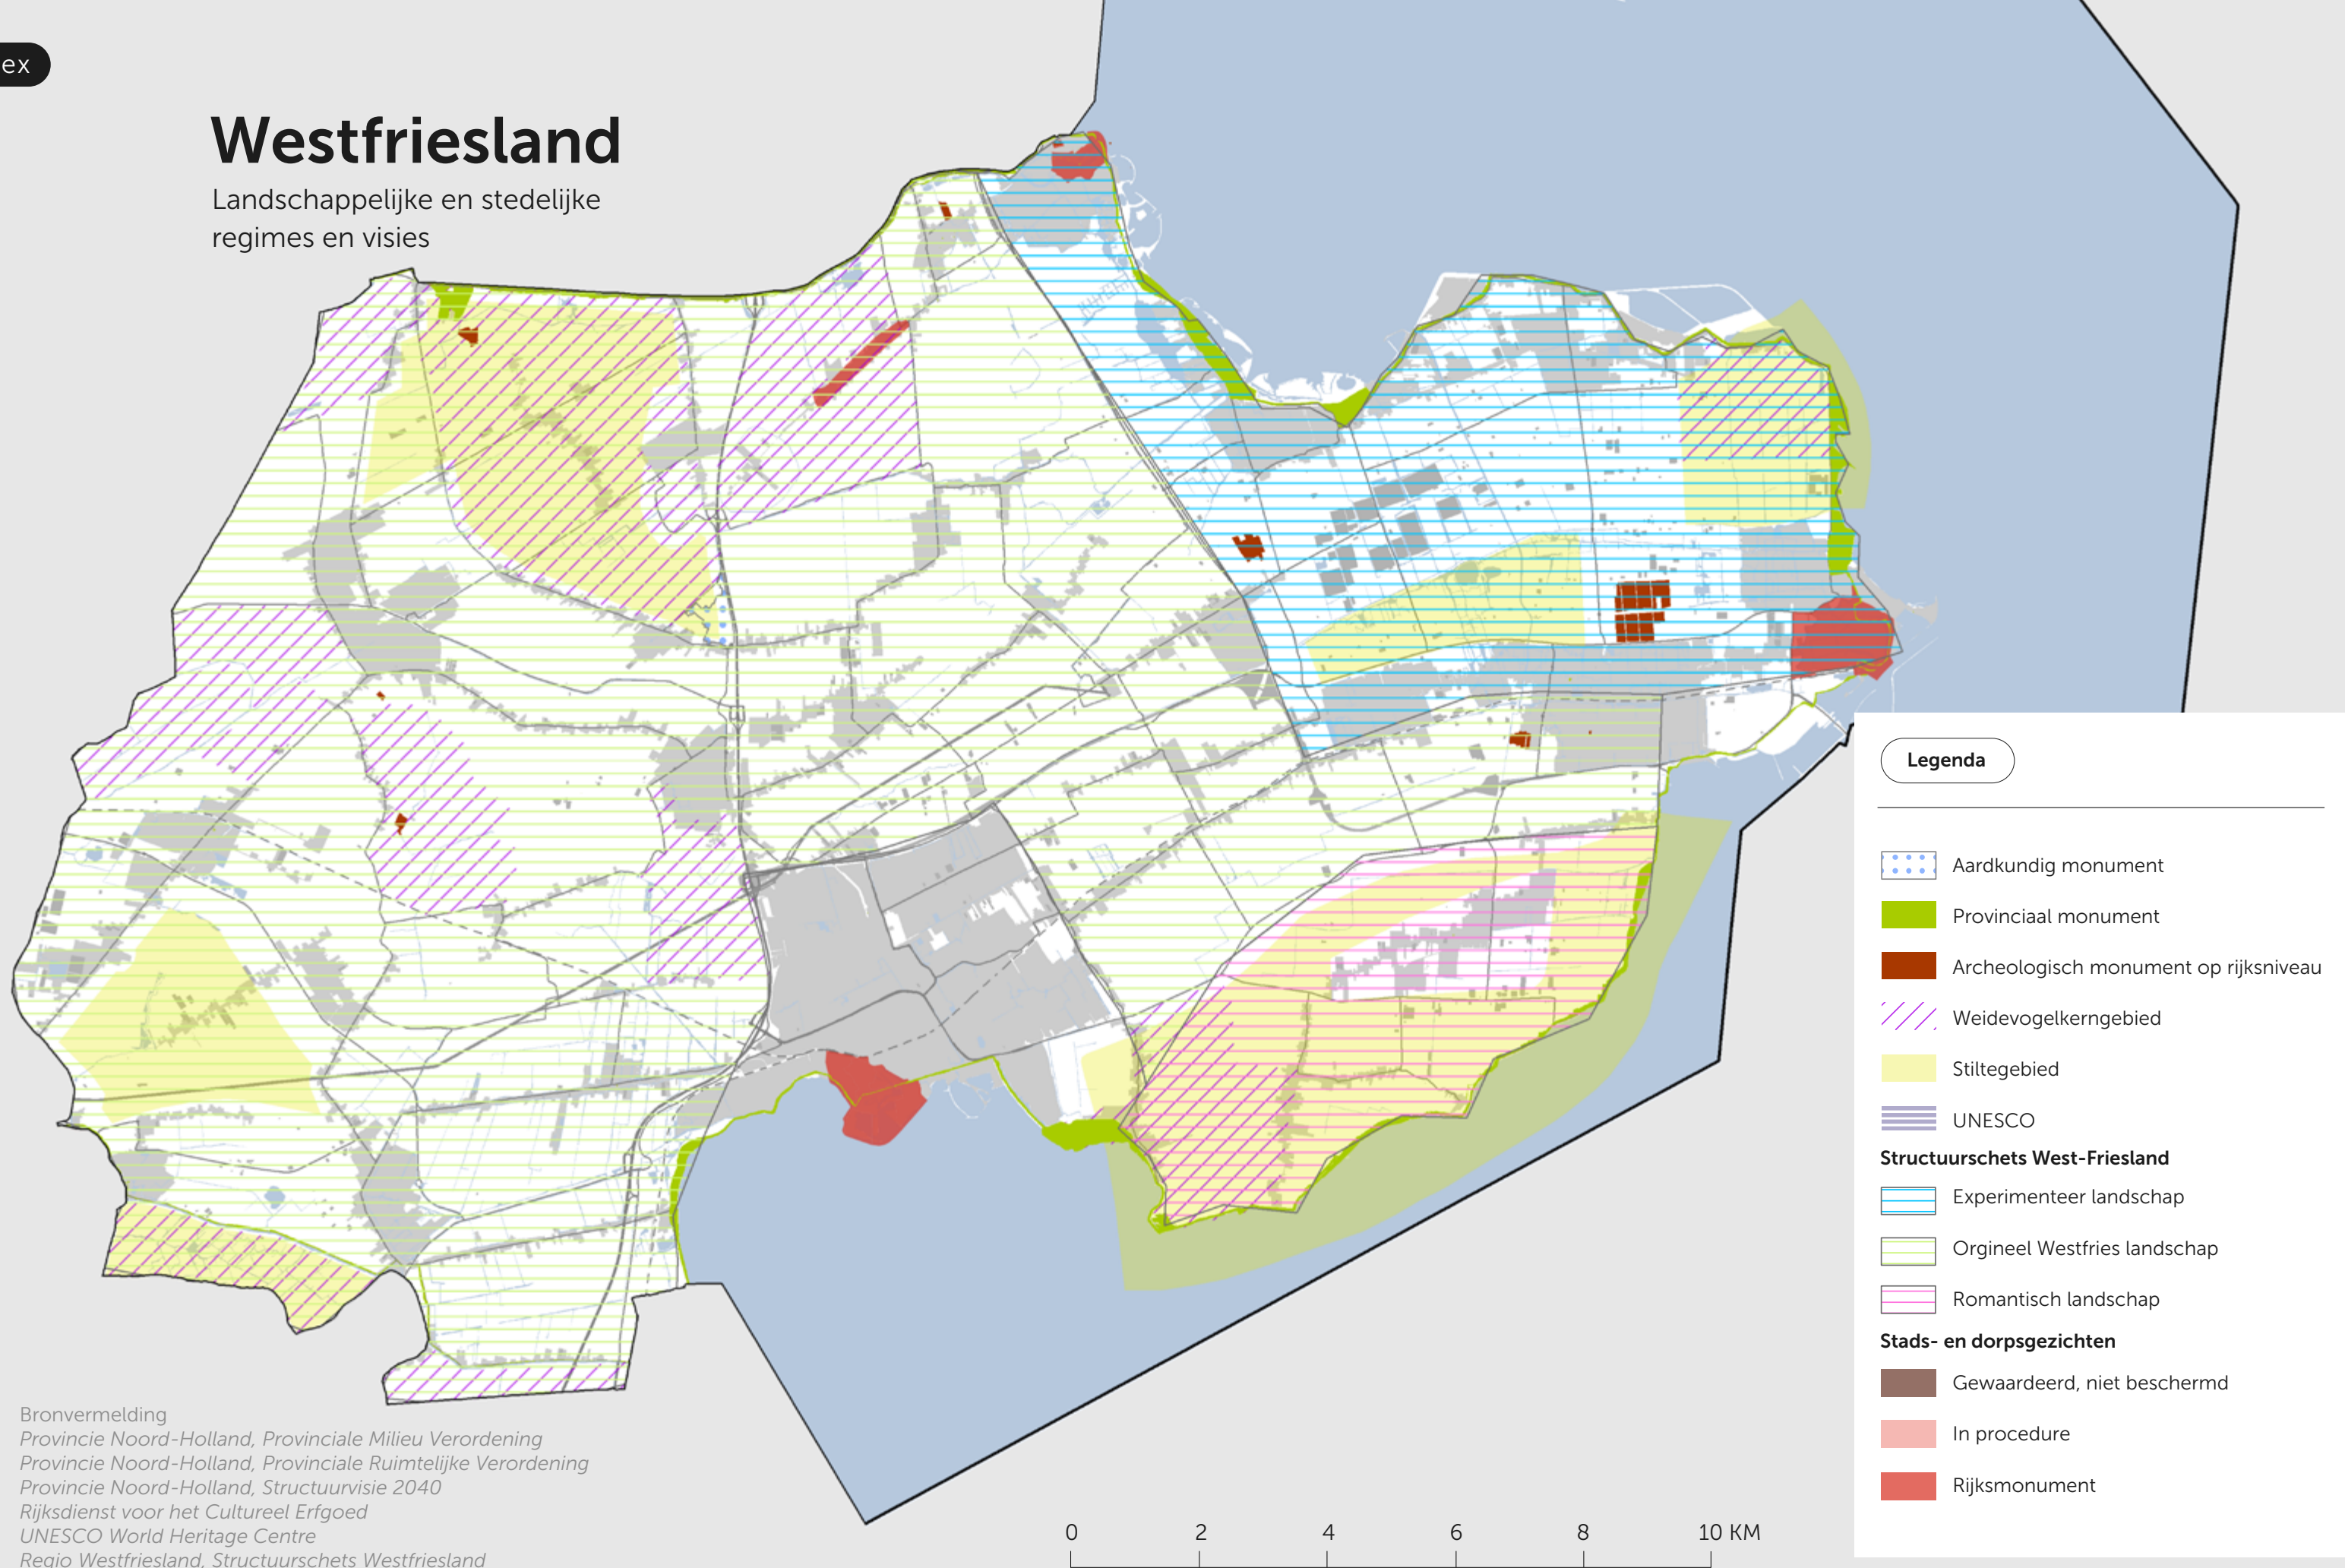 ex
Westfriesland
Landschappelijke en stedelijke
regimes en visies
Legenda
Aardkundig monument
Provinciaal monument
Archeologisch monument op rijksniveau
Weidevogelkerngebied
Stiltegebied
UNESCO
Structuurschets West-Friesland
Experimenteer landschap
Orgineel Westfries landschap
Romantisch landschap
Stads- en dorpsgezichten
Gewaardeerd, niet beschermd
In procedure
Rijksmonument
Bronvermelding
Provincie Noord-Holland, Provinciale Milieu Verordening
Provincie Noord-Holland, Provinciale Ruimtelijke Verordening
Provincie Noord-Holland, Structuurvisie 2040
Rijksdienst voor het Cultureel Erfgoed
UNESCO World Heritage Centre
Regio Westfriesland, Structuurschets Westfriesland
0 2 4 6 8 10 KM